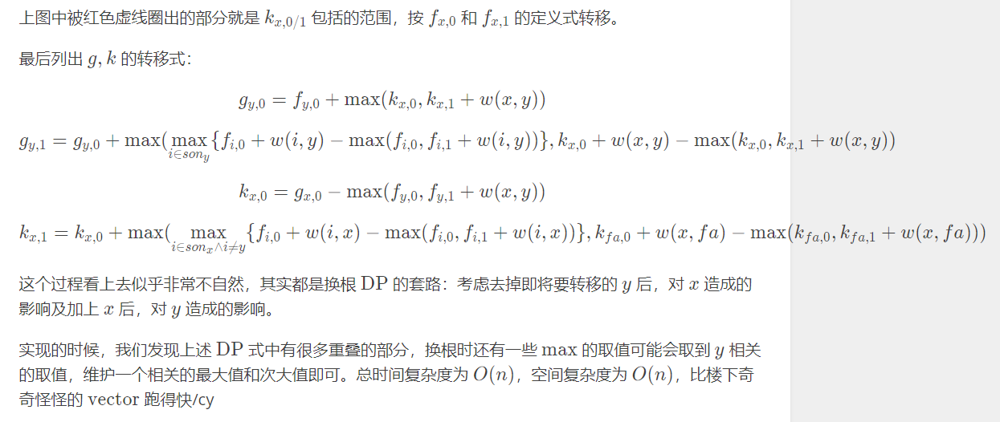 上图中被红色虚线圈出的部分就是 $k_{x,0/1}$ 包括的范围，按 $f_{x,0}$ 和 $f_{x,1}$ 的定义式转移。
最后列出 $g, k$ 的转移式：
$g_{y,0} = f_{y,0} + \max(k_{x,0}, k_{x,1} + w(x, y))$
$g_{y,1} = g_{y,0} + \max(\max_{i \in son_y}\{f_{i,0} + w(i, y) - \max(f_{i,0}, f_{i,1} + w(i, y))\}, k_{x,0} + w(x, y) - \max(k_{x,0}, k_{x,1} + w(x, y))$
$k_{x,0} = g_{x,0} - \max(f_{y,0}, f_{y,1} + w(x, y))$
$k_{x,1} = k_{x,0} + \max(\max_{i \in son_x \wedge i \neq y}\{f_{i,0} + w(i, x) - \max(f_{i,0}, f_{i,1} + w(i, x))\}, k_{fa,0} + w(x, fa) - \max(k_{fa,0}, k_{fa,1} + w(x, fa)))$
这个过程看上去似乎非常不自然，其实都是换根 DP 的套路：考虑去掉即将要转移的 $y$ 后，对 $x$ 造成的
影响及加上 $x$ 后，对 $y$ 造成的影响。
实现的时候，我们发现上述 DP 式中有很多重叠的部分，换根时还有一些 max 的取值可能会取到 $y$ 相关
的取值，维护一个相关的最大值和次大值即可。总时间复杂度为 $O(n)$，空间复杂度为 $O(n)$，比楼下奇
奇怪怪的 vector 跑得快/cy